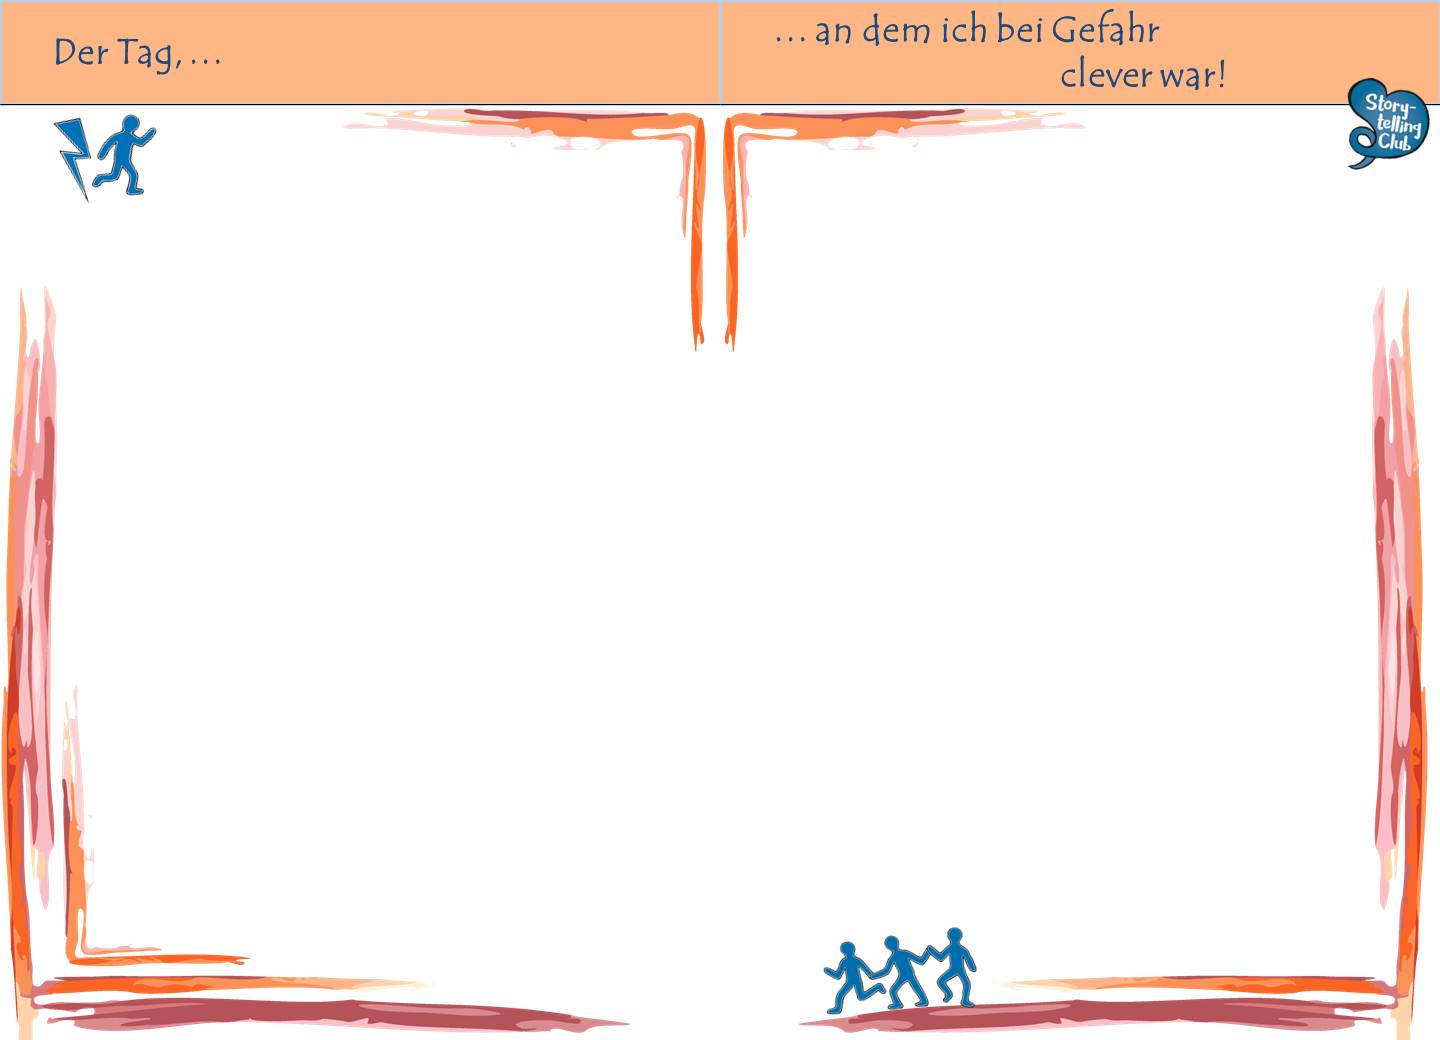 Der Tag, ...
... an dem ich bei Gefahr
clever war!
Story-
telling
Club